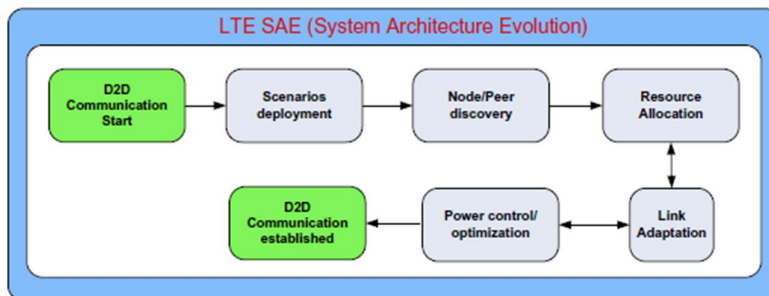 LTE SAE (System Architecture Evolution)
D2D
Communication
Start
Scenarios
deployment
Node/Peer
discovery
Resource
Allocation
D2D
Communication
established
Power control/
optimization
Link
Adaptation